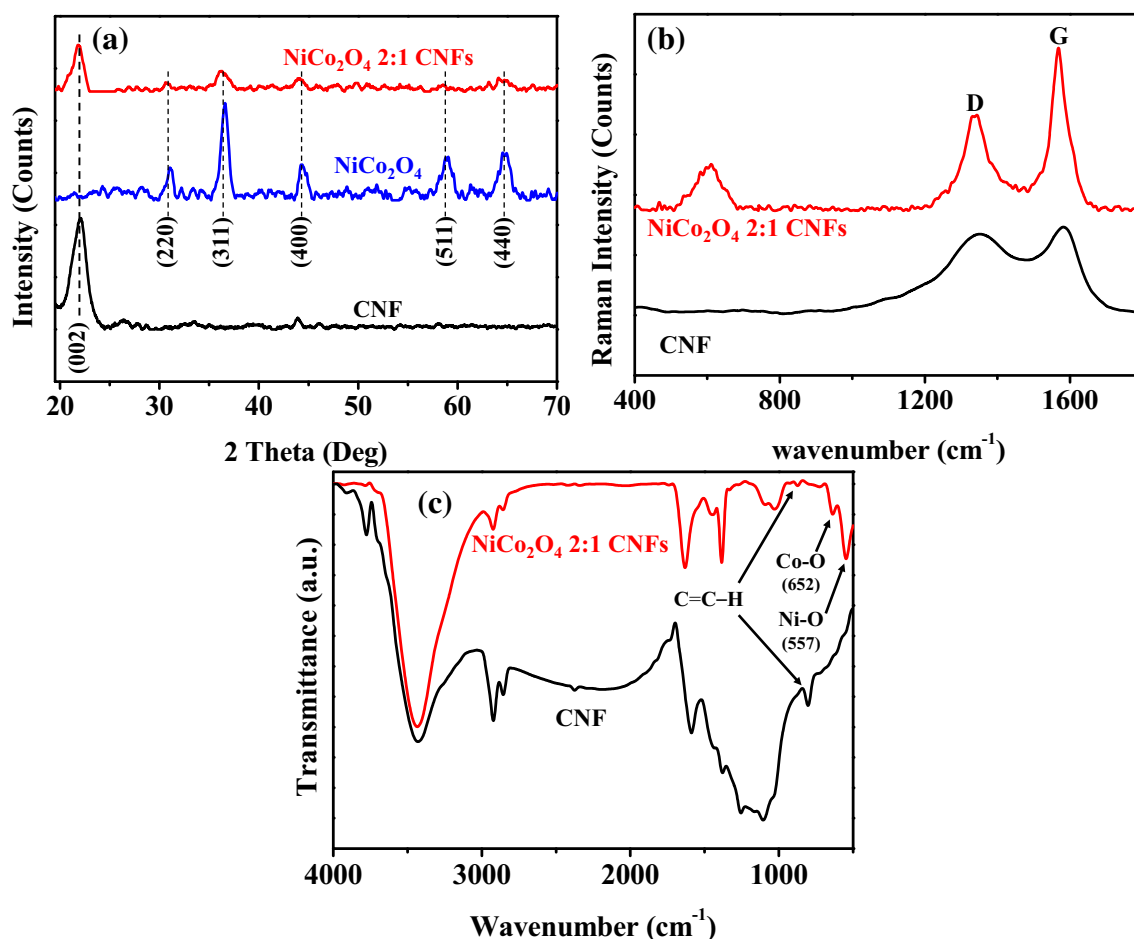 (a)
NiCo₂O₄ 2:1 CNFs
NiCo₂O₄
(220)
(311)
(400)
(511)
(440)
CNF
(002)
Intensity (Counts)
20 30 40 50 60 70
2 Theta (Deg)
(b)
G
D
NiCo₂O₄ 2:1 CNFs
CNF
Raman Intensity (Counts)
400 800 1200 1600
wavenumber (cm⁻¹)
(c)
NiCo₂O₄ 2:1 CNFs
Co-O
(652)
C=C−H
Ni-O
(557)
CNF
Transmittance (a.u.)
4000 3000 2000 1000
Wavenumber (cm⁻¹)